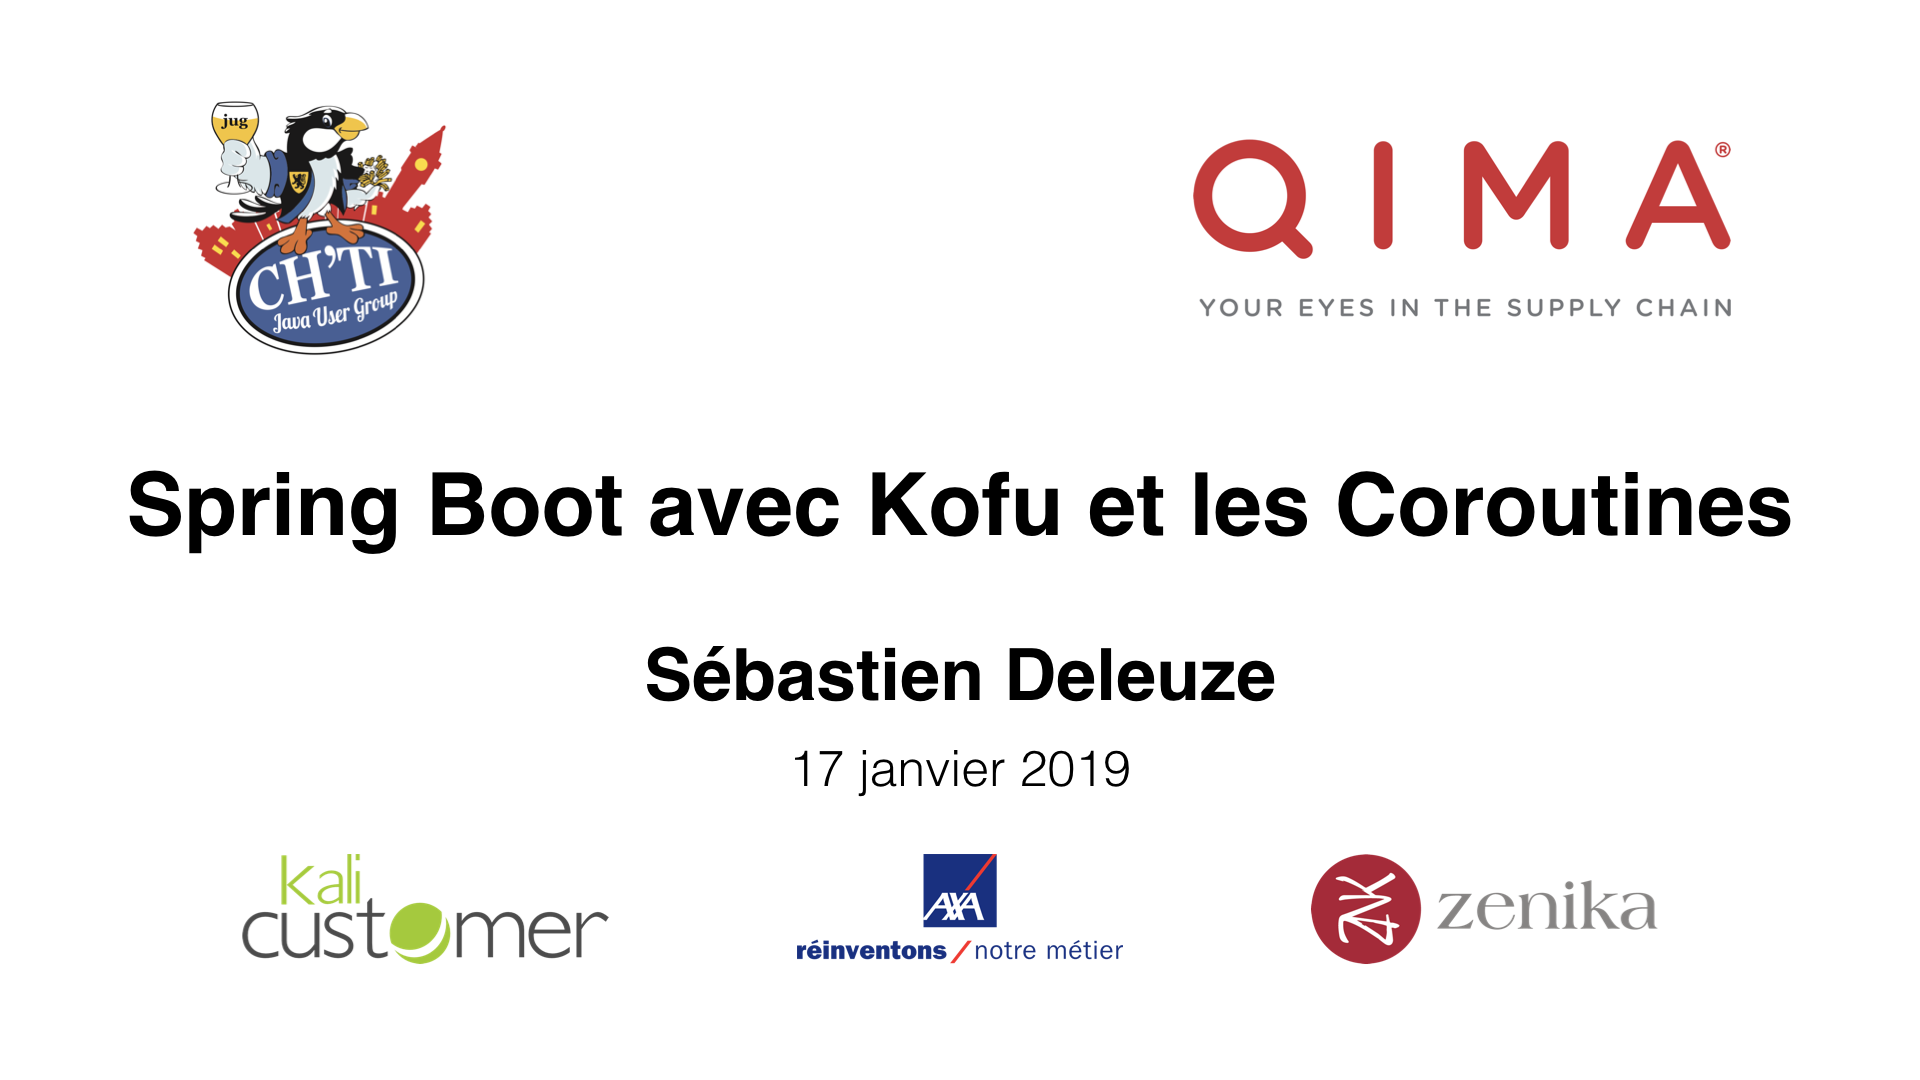 jug
CH'TI
Java User Group
QIMA®
YOUR EYES IN THE SUPPLY CHAIN
Spring Boot avec Kofu et les Coroutines
Sébastien Deleuze
17 janvier 2019
kali
customer
AXA
réinventons / notre métier
zenika